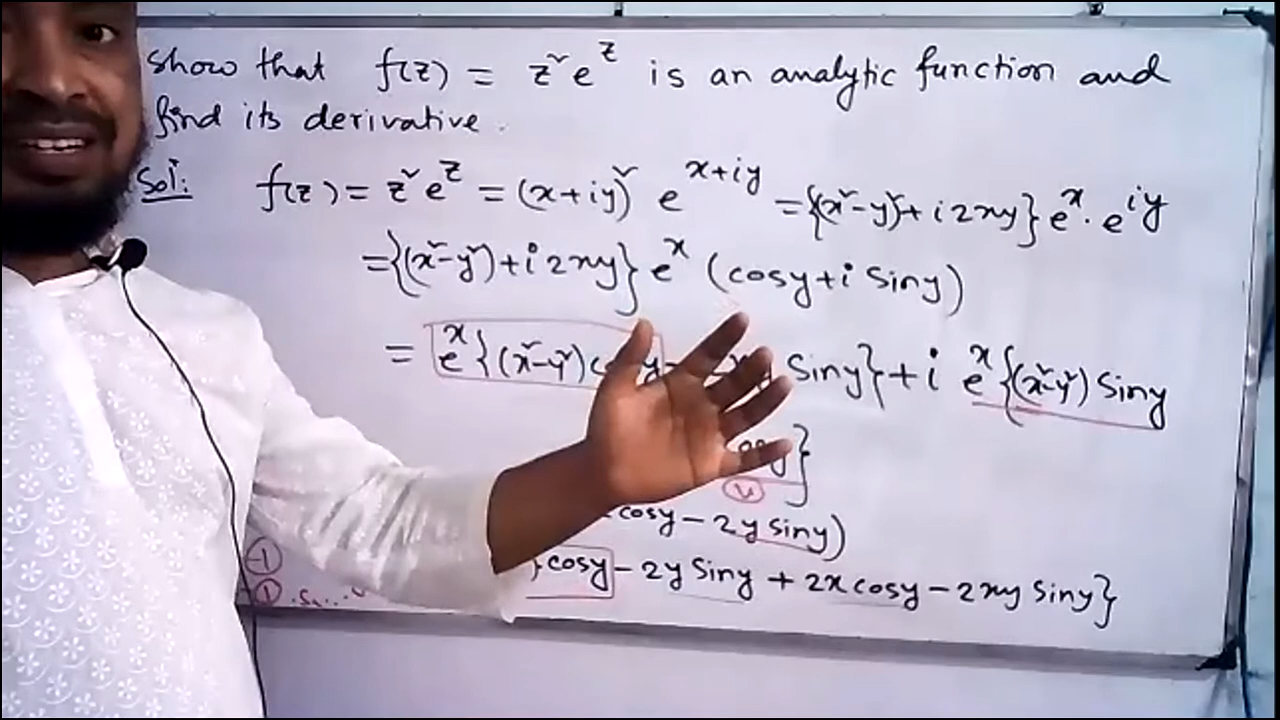 show that f(z) = z² e^z is an analytic function and
find its derivative.
Solⁿ: f(z) = z² e^z = (x+iy)² e^{x+iy} = {(x²-y²)+i2xy} e^x · e^{iy}
= {(x²-y²)+i2xy} e^x (cosy+i Siny)
= e^x {(x²-y²) Siny} + i e^x {(x²-y²) Siny
}
cosy - 2y Siny)
-1
} cosy - 2y Siny + 2x cosy - 2xy Siny}